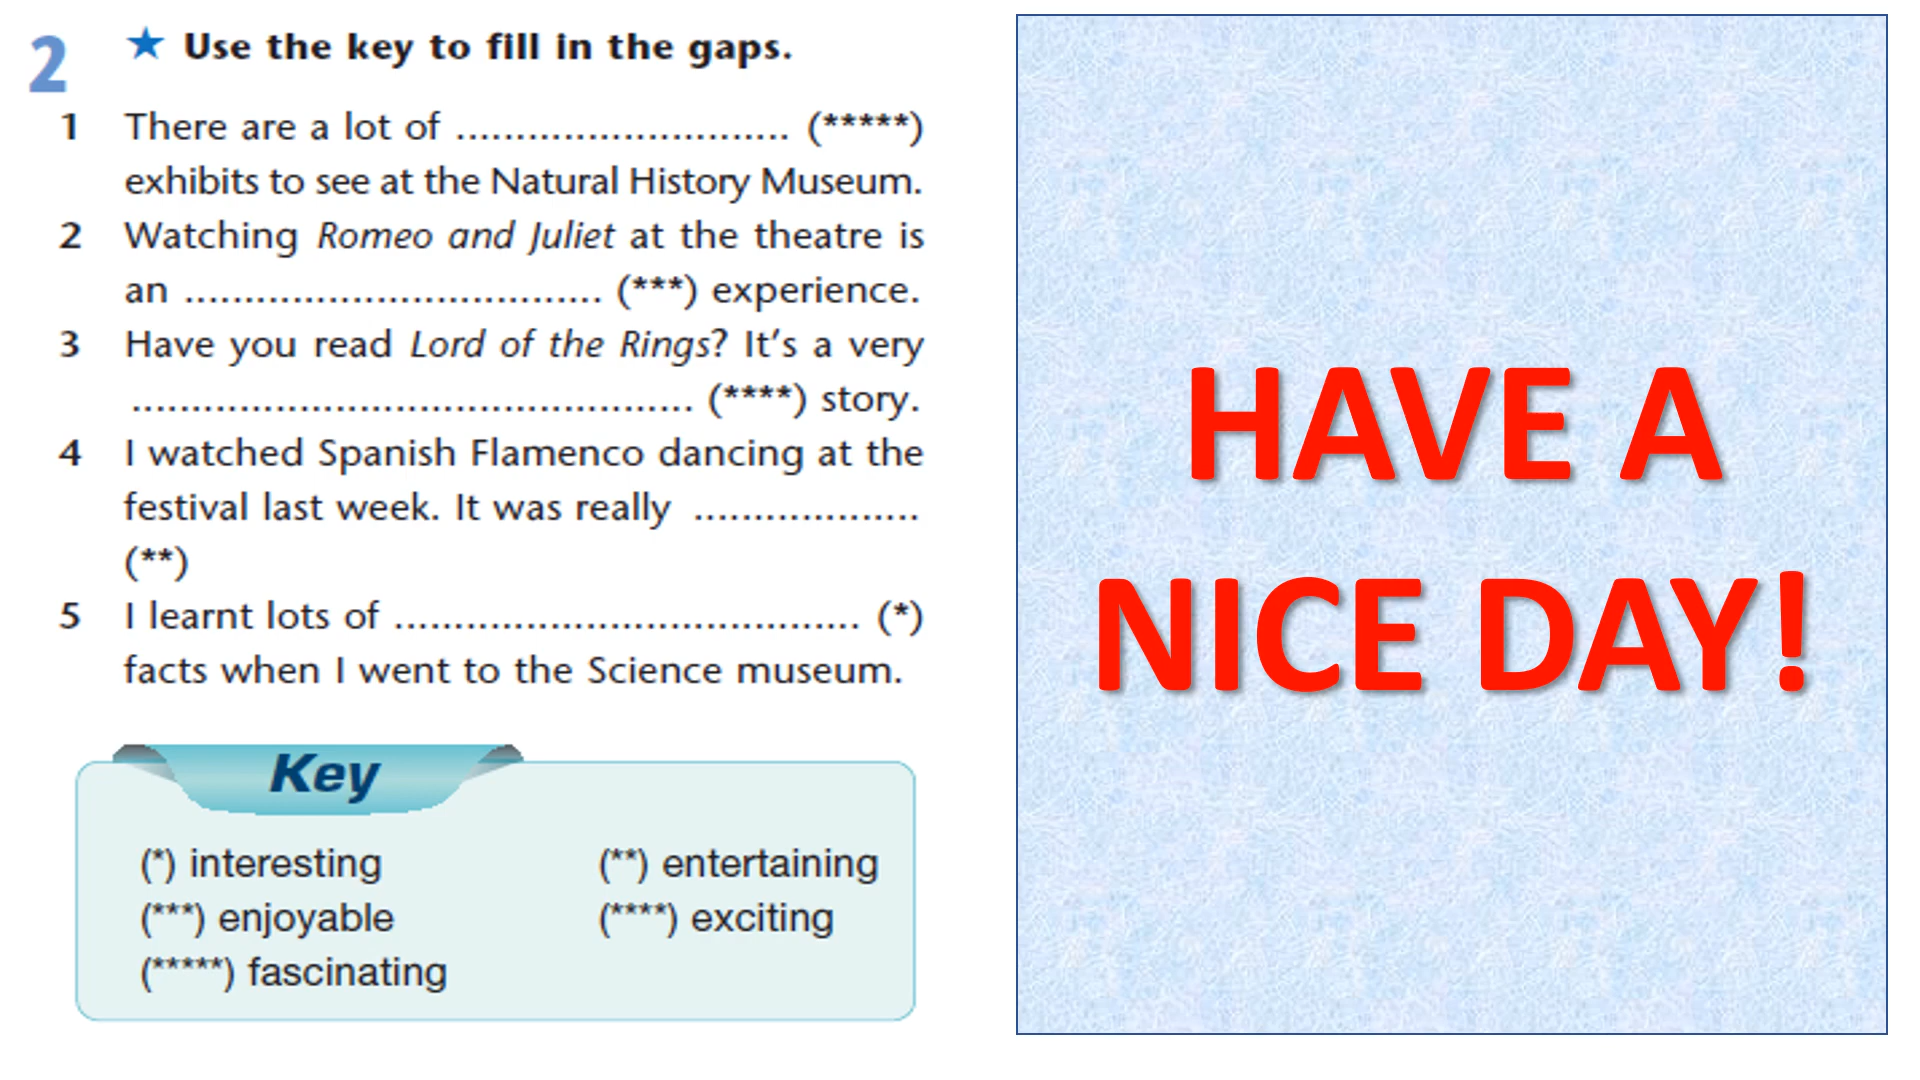 2 ★ Use the key to fill in the gaps.
1 There are a lot of ............................ (*****)
exhibits to see at the Natural History Museum.
2 Watching Romeo and Juliet at the theatre is
an ................................... (***) experience.
3 Have you read Lord of the Rings? It's a very
............................................... (****) story.
4 I watched Spanish Flamenco dancing at the
festival last week. It was really ...................
(**)
5 I learnt lots of ....................................... (*)
facts when I went to the Science museum.
Key
(*) interesting (**) entertaining
(***) enjoyable (****) exciting
(*****) fascinating
HAVE A
NICE DAY!